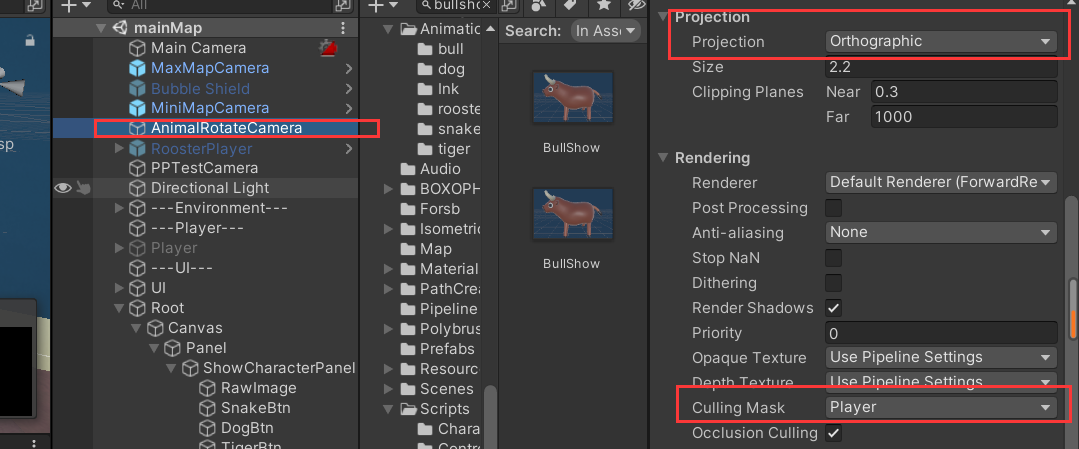 All
bullsho
mainMap
Main Camera
MaxMapCamera
Bubble Shield
MiniMapCamera
AnimalRotateCamera
RoosterPlayer
PPTestCamera
Directional Light
---Environment---
---Player---
Player
---UI---
UI
Root
Canvas
Panel
ShowCharacterPanel
RawImage
SnakeBtn
DogBtn
TigerBtn
sp
Animatio
bull
dog
Ink
rooste
snake
tiger
Audio
BOXOPH
Forsb
Isometric
Map
Material
PathCrea
Pipeline
Polybrus
Prefabs
Resourc
Scenes
Scripts
Chara
Contr
Search:
In Ass
BullShow
BullShow
Projection
Projection Orthographic
Size 2.2
Clipping Planes Near 0.3
Far 1000
Rendering
Renderer Default Renderer (ForwardRe
Post Processing
Anti-aliasing None
Stop NaN
Dithering
Render Shadows
Priority 0
Opaque Texture Use Pipeline Settings
Depth Texture Use Pipeline Settings
Culling Mask Player
Occlusion Culling